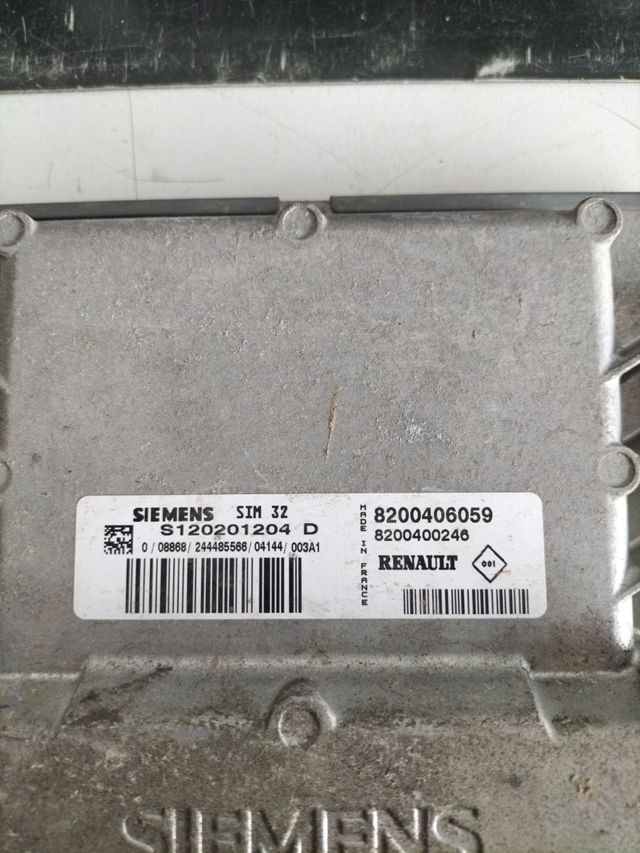 SIEMENS SIM 32
S120201204 D
0 / 08868/ 244485566/ 04144/ 003A1
MADE IN FRANCE
8200406059
8200400246
RENAULT 001
SIEMENS